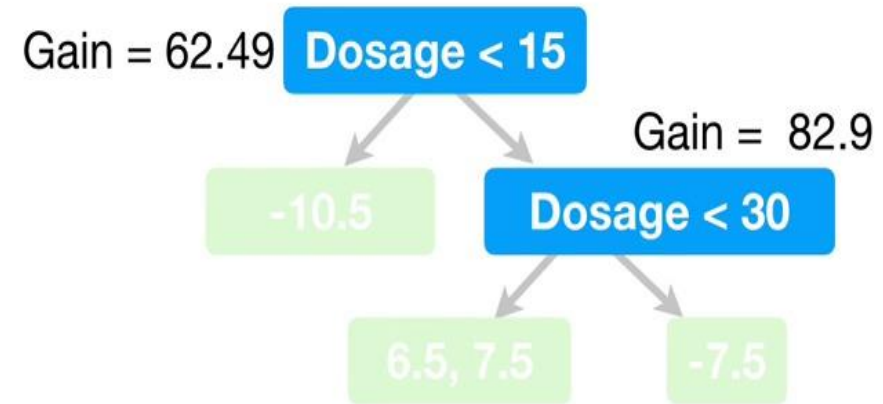 Gain = 62.49 Dosage < 15
Gain = 82.9
-10.5 Dosage < 30
6.5, 7.5 -7.5